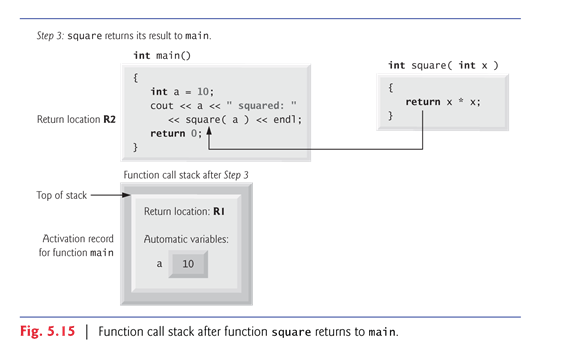 Step 3: square returns its result to main.
int main()
{
int a = 10;
cout << a << " squared: "
<< square( a ) << endl;
return 0;
}
Return location R2
int square( int x )
{
return x * x;
}
Function call stack after Step 3
Top of stack
Return location: R1
Activation record
for function main
Automatic variables:
a 10
Fig. 5.15 | Function call stack after function square returns to main.